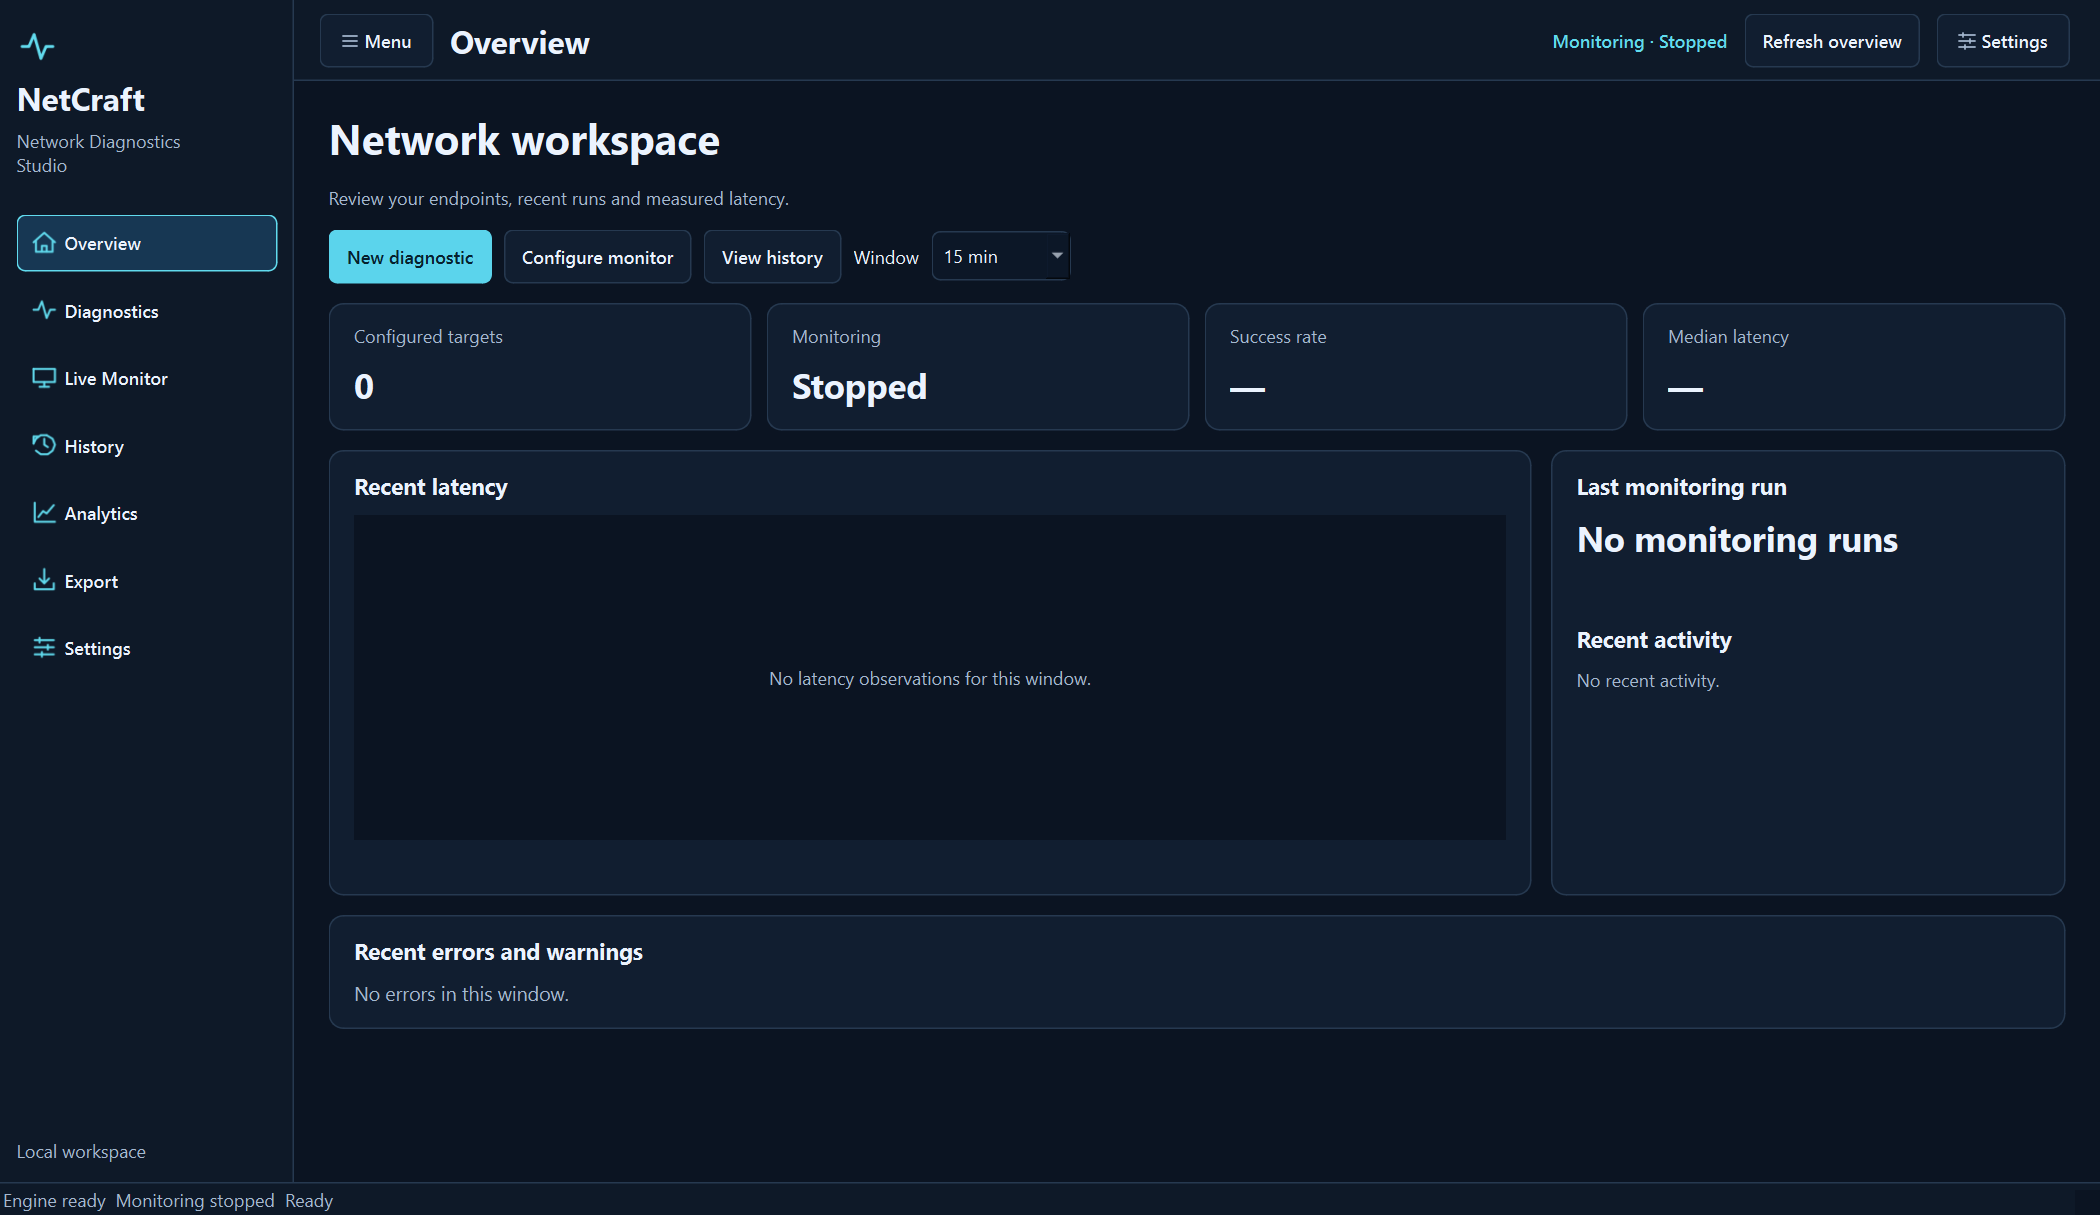 NetCraft
Network Diagnostics
Studio
Overview
Diagnostics
Live Monitor
History
Analytics
Export
Settings
Local workspace
Menu
Overview
Monitoring · Stopped
Refresh overview
Settings
Network workspace
Review your endpoints, recent runs and measured latency.
New diagnostic
Configure monitor
View history
Window
15 min
Configured targets
0
Monitoring
Stopped
Success rate
—
Median latency
—
Recent latency
No latency observations for this window.
Last monitoring run
No monitoring runs
Recent activity
No recent activity.
Recent errors and warnings
No errors in this window.
Engine ready Monitoring stopped Ready